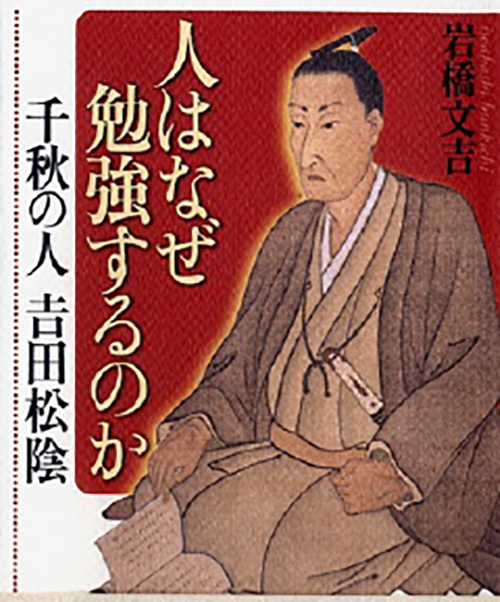 岩橋文吉
人はなぜ
勉強するのか
千秋の人 吉田松陰